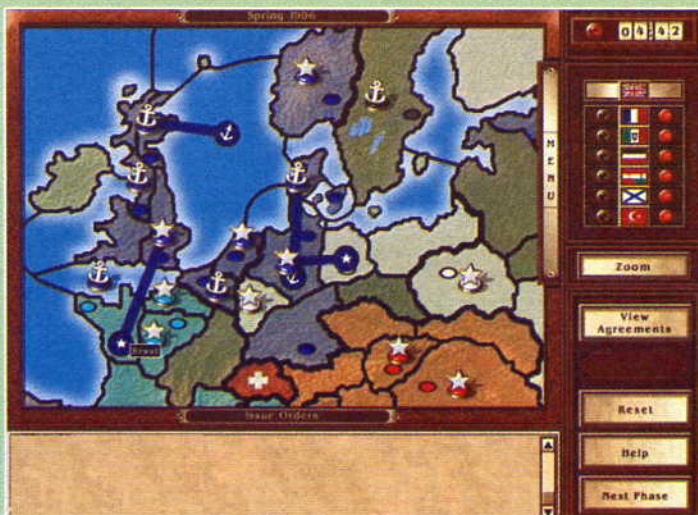 Spring 1906
04:42
MENU
Zoom
View
Agreements
Brest
Issue Orders
Reset
Help
Next Phase